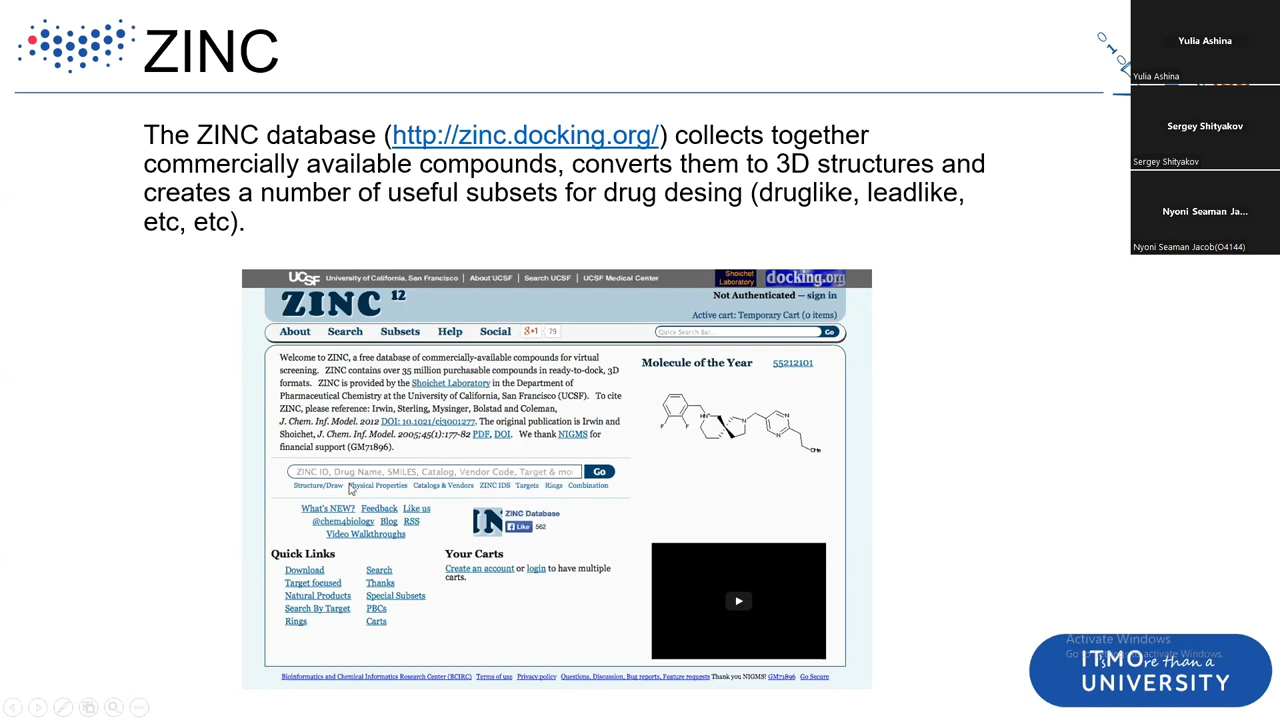 ZINC
The ZINC database (http://zinc.docking.org/) collects together
commercially available compounds, converts them to 3D structures and
creates a number of useful subsets for drug desing (druglike, leadlike,
etc, etc).
UCSF University of California, San Francisco | About UCSF | Search UCSF | UCSF Medical Center
Shoichet
Laboratory
docking.org
ZINC 12
Not Authenticated — sign in
Active cart: Temporary Cart (0 items)
About Search Subsets Help Social g+1 79
Go
Welcome to ZINC, a free database of commercially-available compounds for virtual
screening. ZINC contains over 35 million purchasable compounds in ready-to-dock, 3D
formats. ZINC is provided by the Shoichet Laboratory in the Department of
Pharmaceutical Chemistry at the University of California, San Francisco (UCSF). To cite
ZINC, please reference: Irwin, Sterling, Mysinger, Bolstad and Coleman,
J. Chem. Inf. Model. 2012 DOI: 10.1021/ci3001277. The original publication is Irwin and
Shoichet, J. Chem. Inf. Model. 2005;45(1):177-82 PDF, DOI. We thank NIGMS for
financial support (GM71896).
Molecule of the Year 55212101
ZINC ID, Drug Name, SMILES, Catalog, Vendor Code, Target & mo Go
Structure/Draw Physical Properties Catalogs & Vendors ZINC IDS Targets Rings Combination
What's NEW? Feedback Like us
@chem4biology Blog RSS
Video Walkthroughs
ZINC Database
Like 562
Quick Links
Download Search
Target focused Thanks
Natural Products Special Subsets
Search By Target PBCs
Rings Carts
Your Carts
Create an account or login to have multiple
carts.
Bioinformatics and Chemical Informatics Research Center (BCIRC) Terms of use Privacy policy Questions, Discussion, Bug reports, Feature requests Thank you NIGMS! GM71896 Go Secure
Yulia Ashina
Yulia Ashina
Sergey Shityakov
Sergey Shityakov
Nyoni Seaman Ja...
Nyoni Seaman Jacob(O4144)
Activate Windows
ITsMOre than a
UNIVERSITY